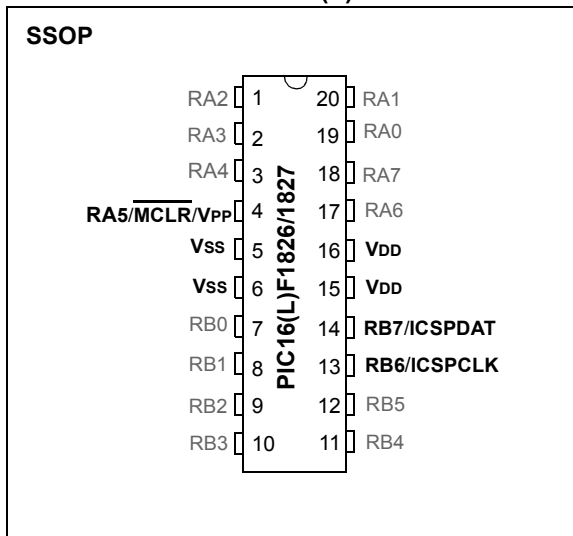 SSOP
RA2 1 20 RA1
RA3 2 19 RA0
RA4 3 18 RA7
RA5/MCLR/VPP 4 17 RA6
VSS 5 16 VDD
VSS 6 15 VDD
RB0 7 14 RB7/ICSPDAT
RB1 8 13 RB6/ICSPCLK
RB2 9 12 RB5
RB3 10 11 RB4
PIC16(L)F1826/1827